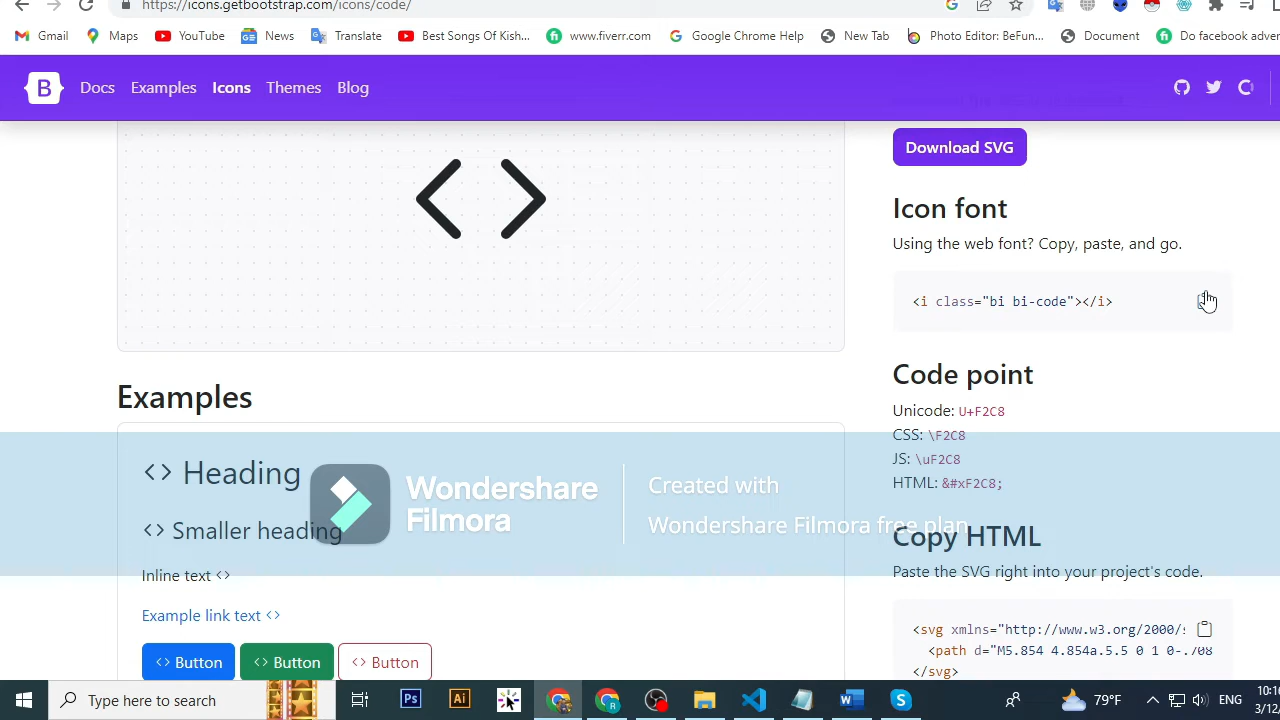 https://icons.getbootstrap.com/icons/code/
Gmail Maps YouTube News Translate Best Songs Of Kish... www.fiverr.com Google Chrome Help New Tab Photo Editor: BeFun... Document Do facebook adver
B Docs Examples Icons Themes Blog
Download SVG
Icon font
Using the web font? Copy, paste, and go.
<i class="bi bi-code"></i>
Code point
Unicode: U+F2C8
CSS: \F2C8
JS: \uF2C8
HTML: &#xF2C8;
Copy HTML
Paste the SVG right into your project's code.
<svg xmlns="http://www.w3.org/2000/s
<path d="M5.854 4.854a.5.5 0 1 0-.708
</svg>
Examples
Heading
Smaller heading
Inline text
Example link text
Button Button Button
Wondershare
Filmora
Created with
Wondershare Filmora free plan
Type here to search
Ps Ai
79°F
ENG
10:16
3/12/